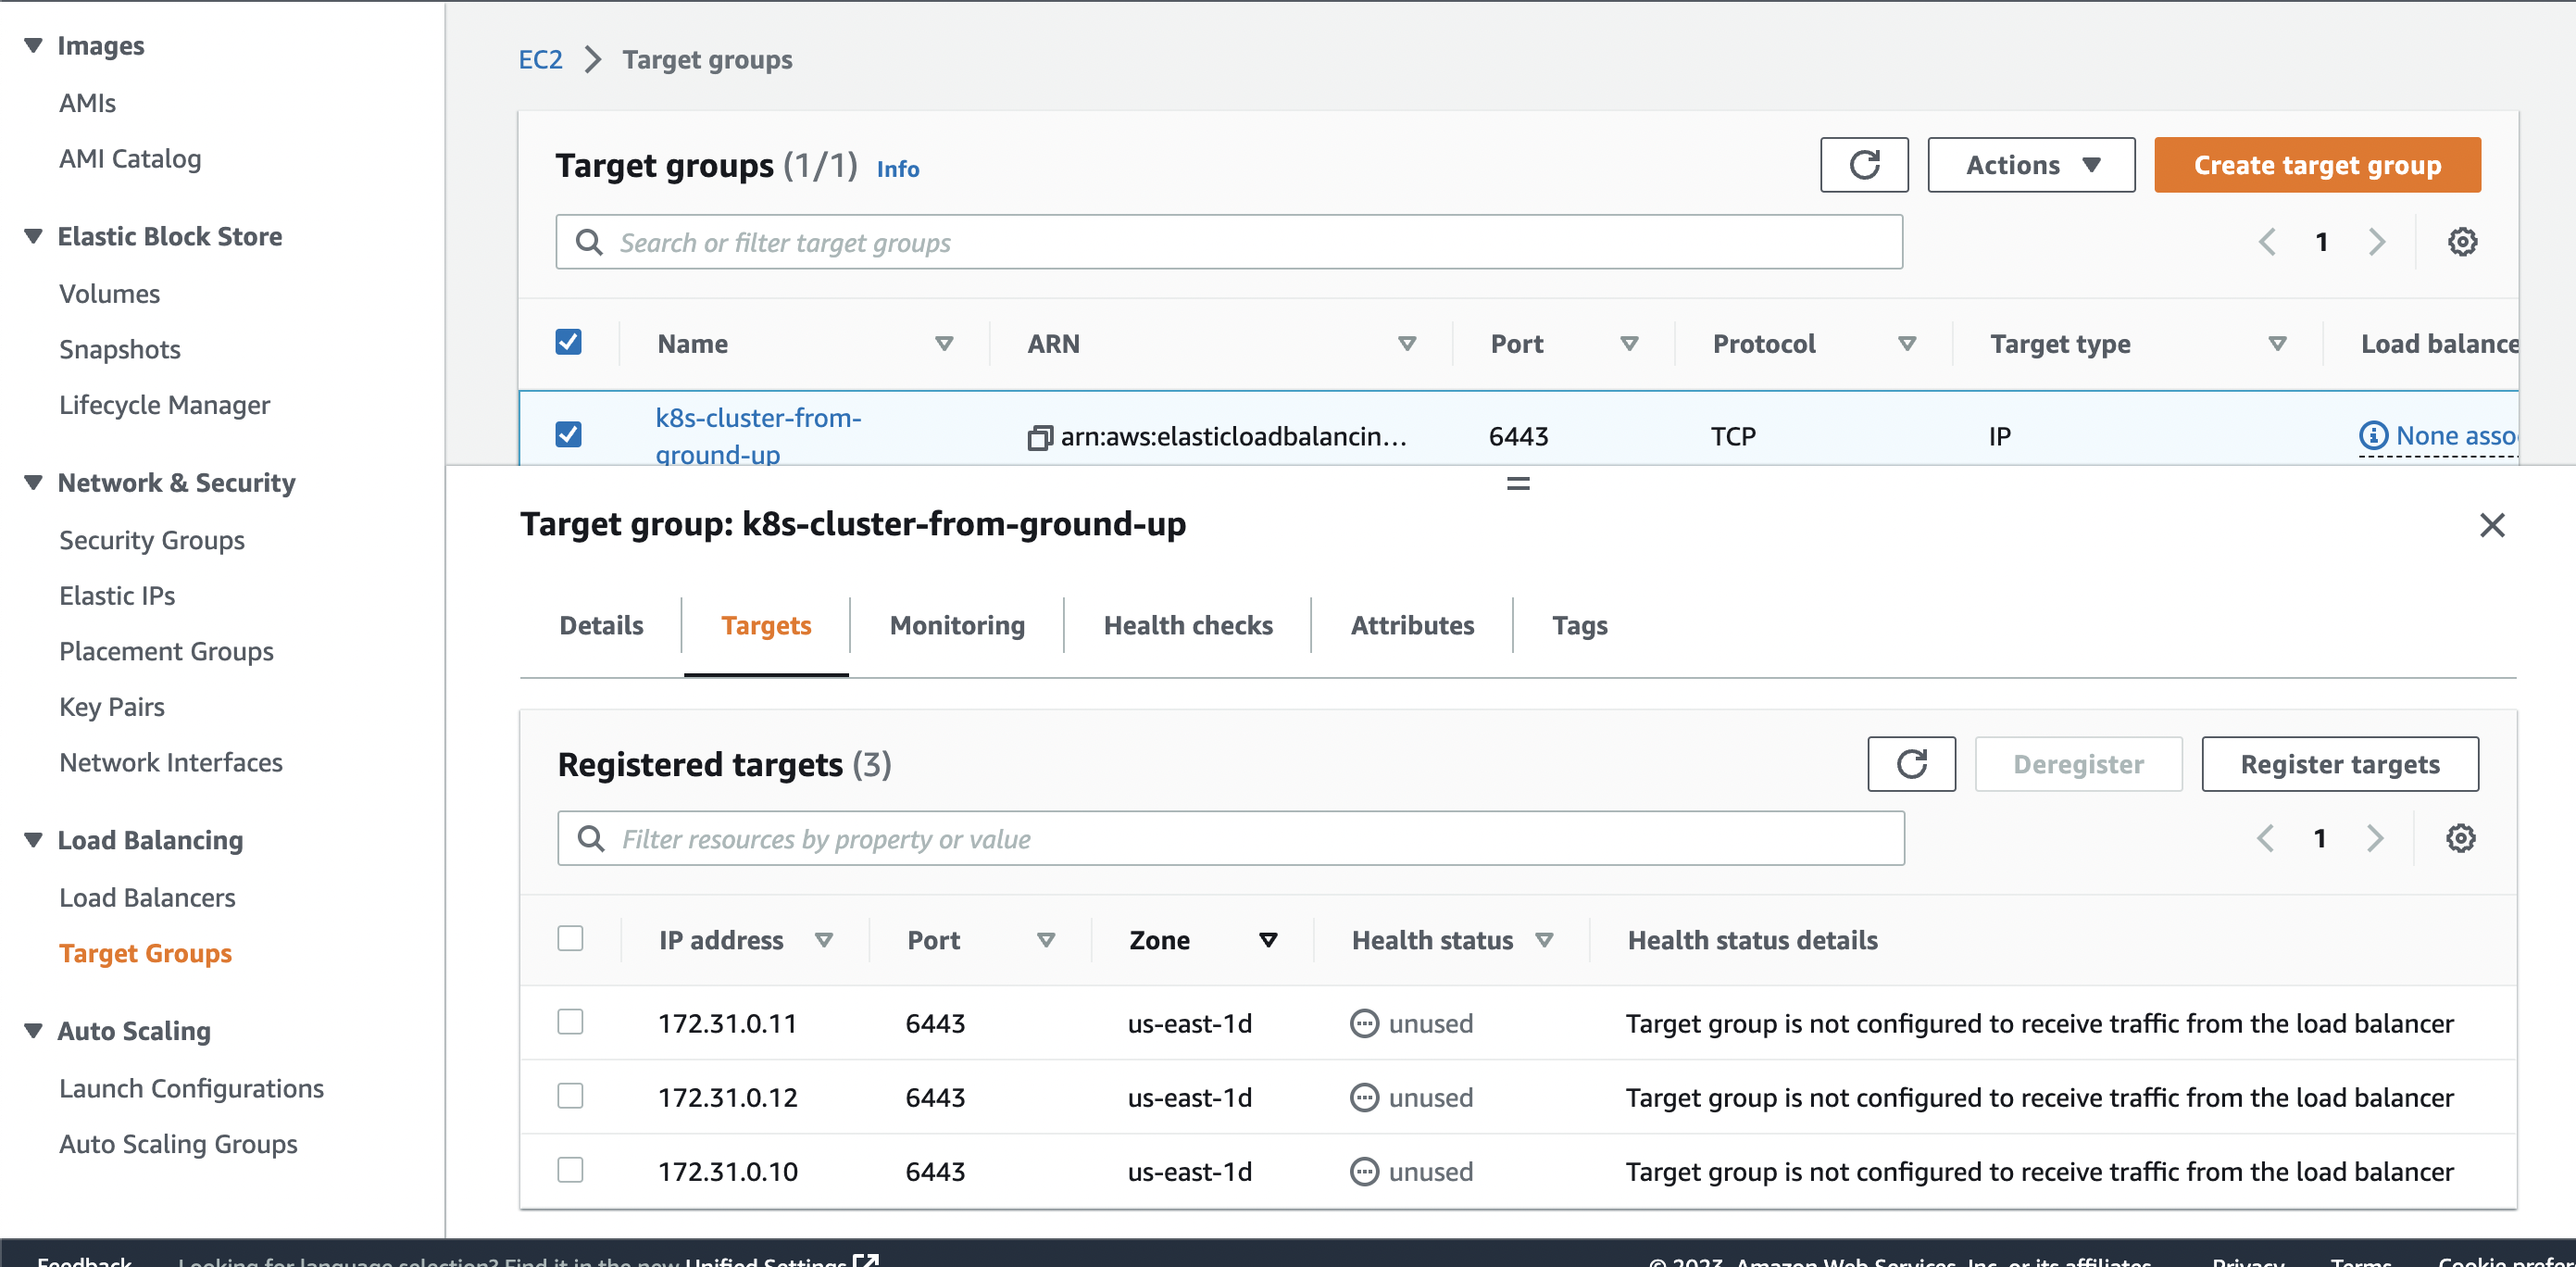 Images
AMIs
AMI Catalog
Elastic Block Store
Volumes
Snapshots
Lifecycle Manager
Network & Security
Security Groups
Elastic IPs
Placement Groups
Key Pairs
Network Interfaces
Load Balancing
Load Balancers
Target Groups
Auto Scaling
Launch Configurations
Auto Scaling Groups
EC2 > Target groups
Target groups (1/1) Info
Actions
Create target group
Search or filter target groups
1
Name ARN Port Protocol Target type Load balance
k8s-cluster-from-
ground-up
arn:aws:elasticloadbalancin... 6443 TCP IP None asso
Target group: k8s-cluster-from-ground-up
Details Targets Monitoring Health checks Attributes Tags
Registered targets (3)
Deregister Register targets
Filter resources by property or value
1
IP address Port Zone Health status Health status details
172.31.0.11 6443 us-east-1d unused Target group is not configured to receive traffic from the load balancer
172.31.0.12 6443 us-east-1d unused Target group is not configured to receive traffic from the load balancer
172.31.0.10 6443 us-east-1d unused Target group is not configured to receive traffic from the load balancer
Feedback Looking for language selection? Find it in the new Unified Settings © 2023, Amazon Web Services, Inc. or its affiliates. Privacy Terms Cookie prefe